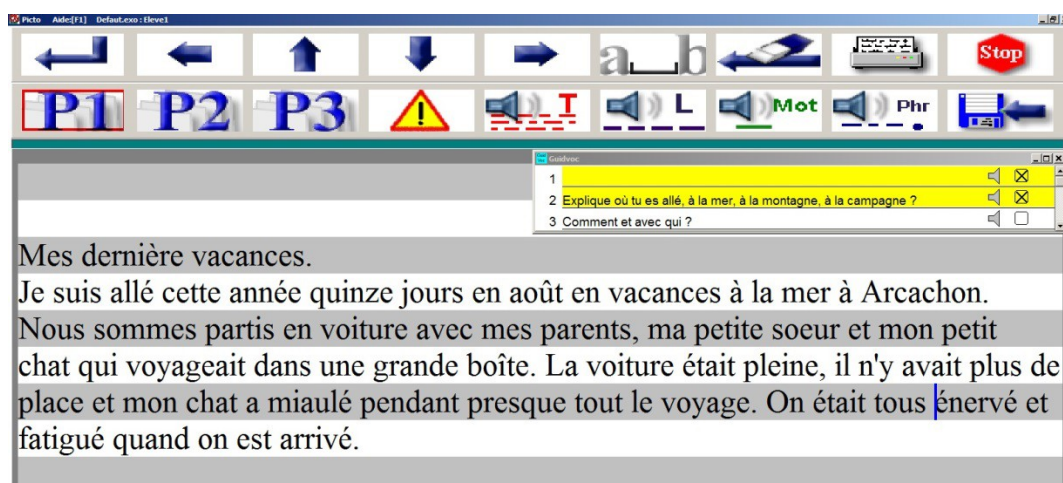 Picto Aide:[F1] Defaut.exo : Eleve1
a b
Stop
P1 P2 P3 T L Mot Phr
Guidvoc
1
2 Explique où tu es allé, à la mer, à la montagne, à la campagne ?
3 Comment et avec qui ?
Mes dernière vacances.
Je suis allé cette année quinze jours en août en vacances à la mer à Arcachon.
Nous sommes partis en voiture avec mes parents, ma petite soeur et mon petit
chat qui voyageait dans une grande boîte. La voiture était pleine, il n'y avait plus de
place et mon chat a miaulé pendant presque tout le voyage. On était tous énervé et
fatigué quand on est arrivé.